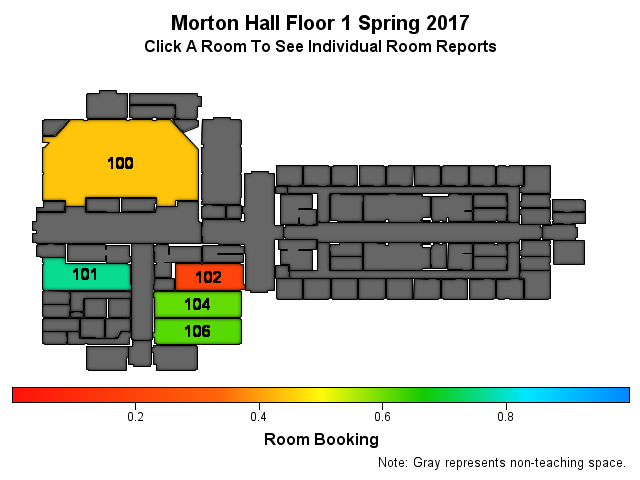 Morton Hall Floor 1 Spring 2017
Click A Room To See Individual Room Reports
100
101
102
104
106
0.2 0.4 0.6 0.8
Room Booking
Note: Gray represents non-teaching space.